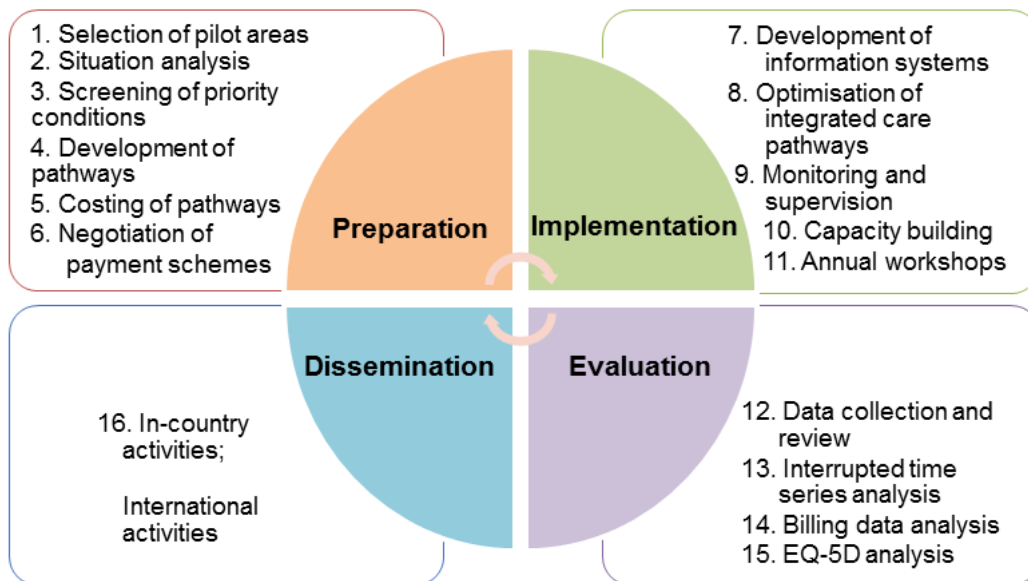 1. Selection of pilot areas
2. Situation analysis
3. Screening of priority
conditions
4. Development of
pathways
5. Costing of pathways
6. Negotiation of
payment schemes
Preparation
7. Development of
information systems
8. Optimisation of
integrated care
pathways
9. Monitoring and
supervision
10. Capacity building
11. Annual workshops
Implementation
Dissemination
16. In-country
activities;
International
activities
Evaluation
12. Data collection and
review
13. Interrupted time
series analysis
14. Billing data analysis
15. EQ-5D analysis